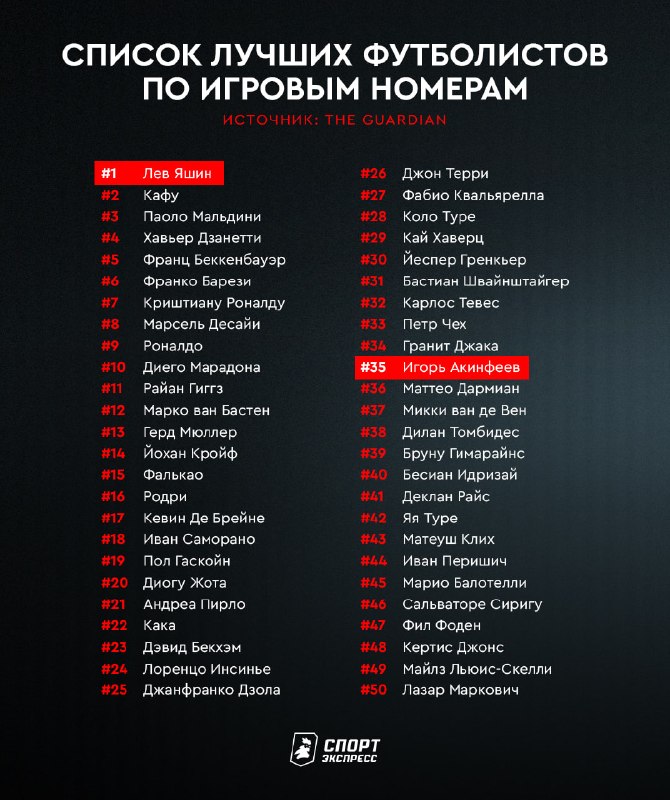 СПИСОК ЛУЧШИХ ФУТБОЛИСТОВ
ПО ИГРОВЫМ НОМЕРАМ
ИСТОЧНИК: THE GUARDIAN
#1 Лев Яшин
#2 Кафу
#3 Паоло Мальдини
#4 Хавьер Дзанетти
#5 Франц Беккенбауэр
#6 Франко Барези
#7 Криштиану Роналду
#8 Марсель Десайи
#9 Роналдо
#10 Диего Марадона
#11 Райан Гиггз
#12 Марко ван Бастен
#13 Герд Мюллер
#14 Йохан Кройф
#15 Фалькао
#16 Родри
#17 Кевин Де Брейне
#18 Иван Саморано
#19 Пол Гаскойн
#20 Диогу Жота
#21 Андреа Пирло
#22 Кака
#23 Дэвид Бекхэм
#24 Лоренцо Инсинье
#25 Джанфранко Дзола
#26 Джон Терри
#27 Фабио Квальярелла
#28 Коло Туре
#29 Кай Хаверц
#30 Йеспер Гренкьер
#31 Бастиан Швайнштайгер
#32 Карлос Тевес
#33 Петр Чех
#34 Гранит Джака
#35 Игорь Акинфеев
#36 Маттео Дармиан
#37 Микки ван де Вен
#38 Дилан Томбидес
#39 Бруну Гимарайнс
#40 Бесиан Идризай
#41 Деклан Райс
#42 Яя Туре
#43 Матеуш Клих
#44 Иван Перишич
#45 Марио Балотелли
#46 Сальваторе Сиригу
#47 Фил Фоден
#48 Кертис Джонс
#49 Майлз Льюис-Скелли
#50 Лазар Маркович
СПОРТ
ЭКСПРЕСС